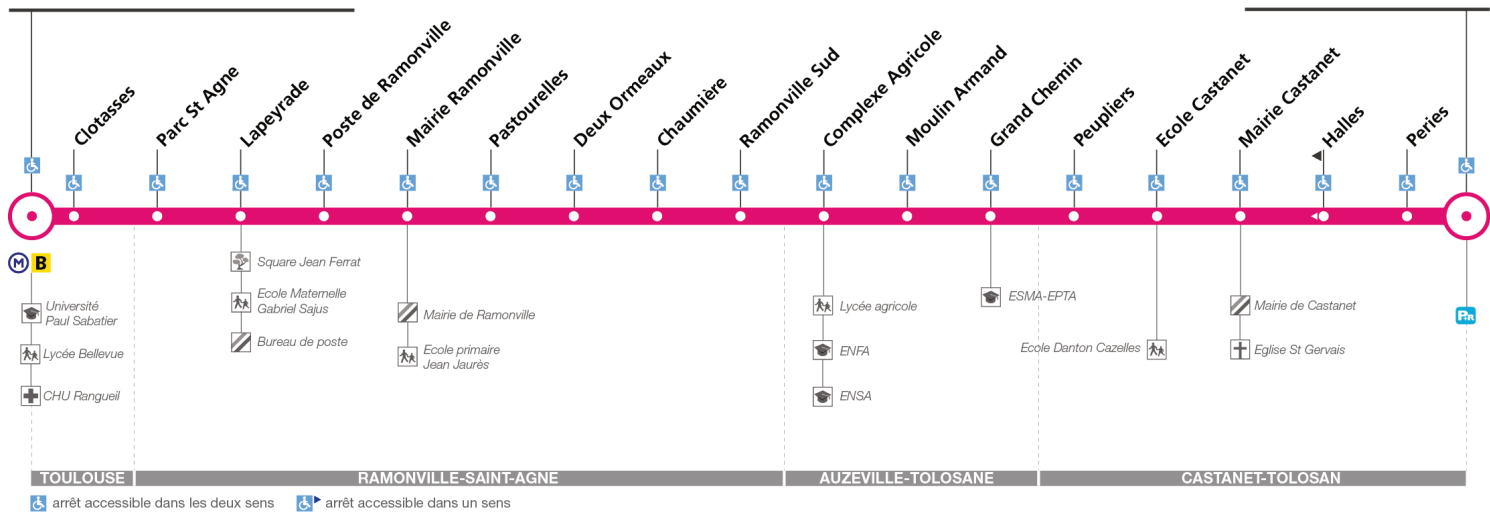 Clotasses
Parc St Agne
Lapeyrade
Poste de Ramonville
Mairie Ramonville
Pastourelles
Deux Ormeaux
Chaumière
Ramonville Sud
Complexe Agricole
Moulin Armand
Grand Chemin
Peupliers
Ecole Castanet
Mairie Castanet
Halles
Peries
M B
Université
Paul Sabatier
Lycée Bellevue
CHU Rangueil
Square Jean Ferrat
Ecole Maternelle
Gabriel Sajus
Bureau de poste
Mairie de Ramonville
Ecole primaire
Jean Jaurès
Lycée agricole
ENFA
ENSA
ESMA-EPTA
Ecole Danton Cazelles
Mairie de Castanet
Eglise St Gervais
P+R
TOULOUSE
RAMONVILLE-SAINT-AGNE
AUZEVILLE-TOLOSANE
CASTANET-TOLOSAN
arrêt accessible dans les deux sens
arrêt accessible dans un sens